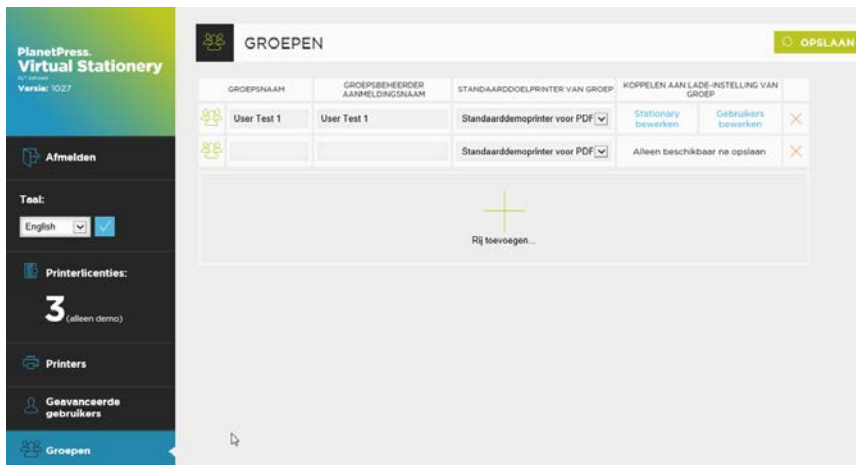 PlanetPress.
Virtual Stationery
Versie: 1027
Afmelden
Taal:
English
Printerlicenties:
3 (alleen demo)
Printers
Geavanceerde
gebruikers
Groepen
GROEPEN
OPSLAAN
GROEPSNAAM
GROEPSBEHEERDER
AANMELDINGSNAAM
STANDAARDDOELPRINTER VAN GROEP
KOPPELEN AAN LADE-INSTELLING VAN
GROEP
User Test 1
User Test 1
Standaarddemoprinter voor PDF
Stationary
bewerken
Gebruikers
bewerken
Standaarddemoprinter voor PDF
Alleen beschikbaar na opslaan
Rij toevoegen...